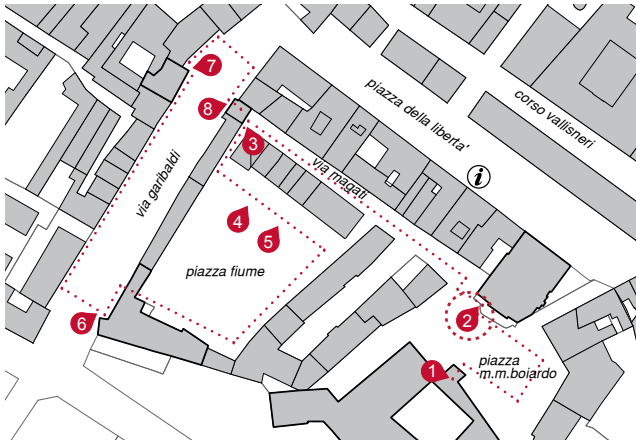 7
8
piazza della liberta'
corso vallisneri
3
via magati
i
via garibaldi
4
5
piazza fiume
6
2
piazza
m.m.boiardo
1